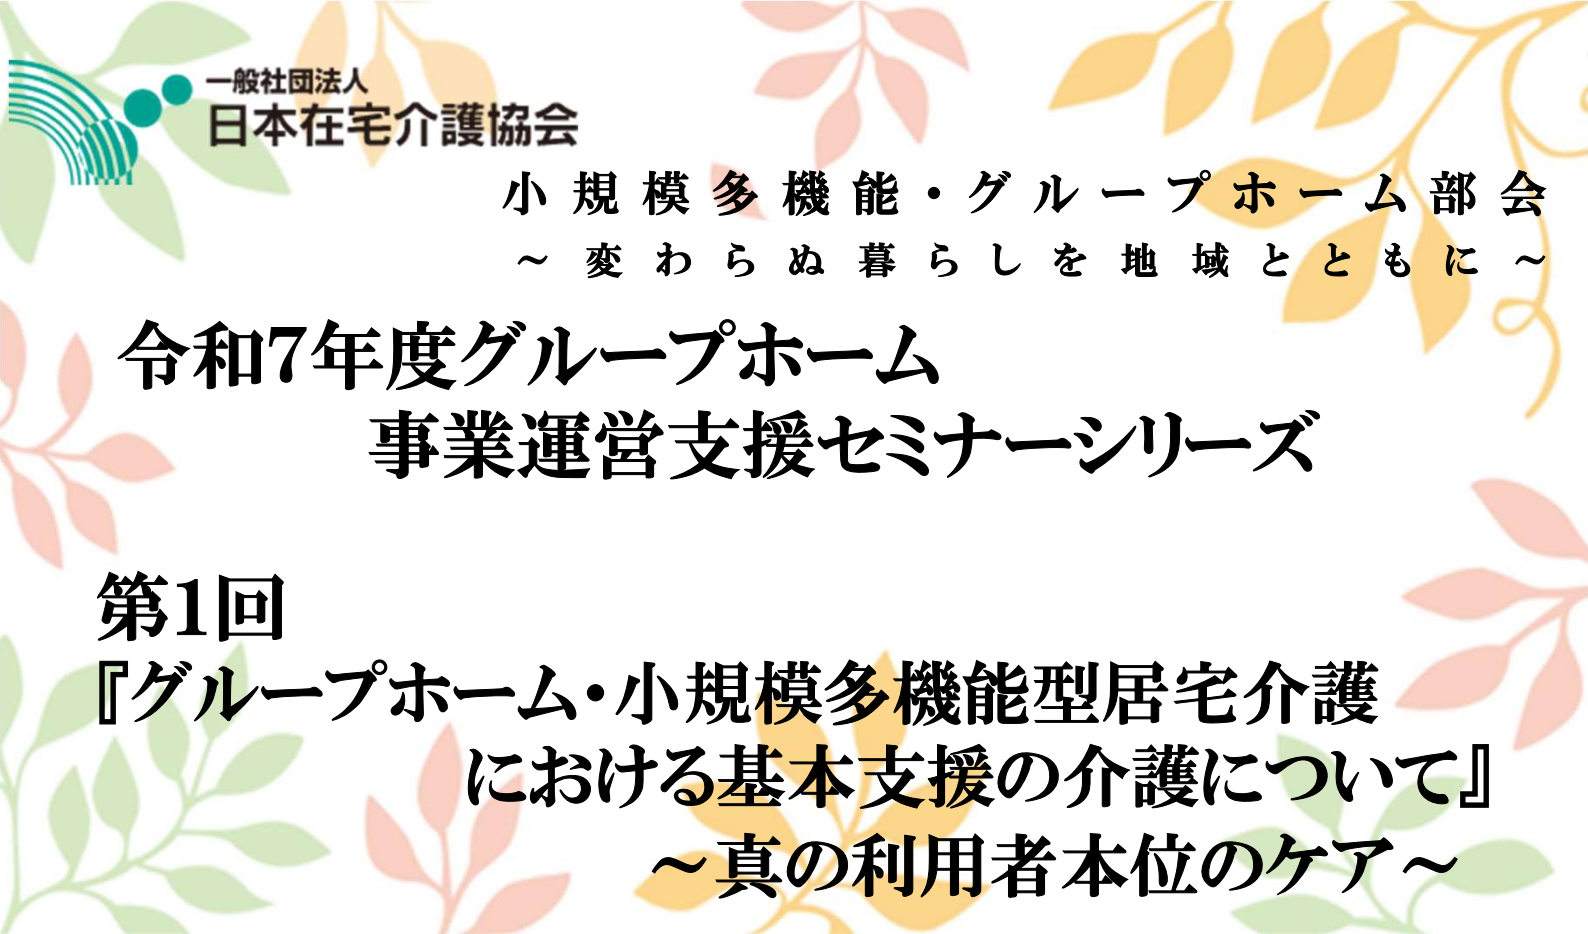 一般社団法人
日本在宅介護協会
小規模多機能・グループホーム部会
～変わらぬ暮らしを地域とともに～
令和7年度グループホーム
事業運営支援セミナーシリーズ
第1回
『グループホーム・小規模多機能型居宅介護
における基本支援の介護について』
～真の利用者本位のケア～